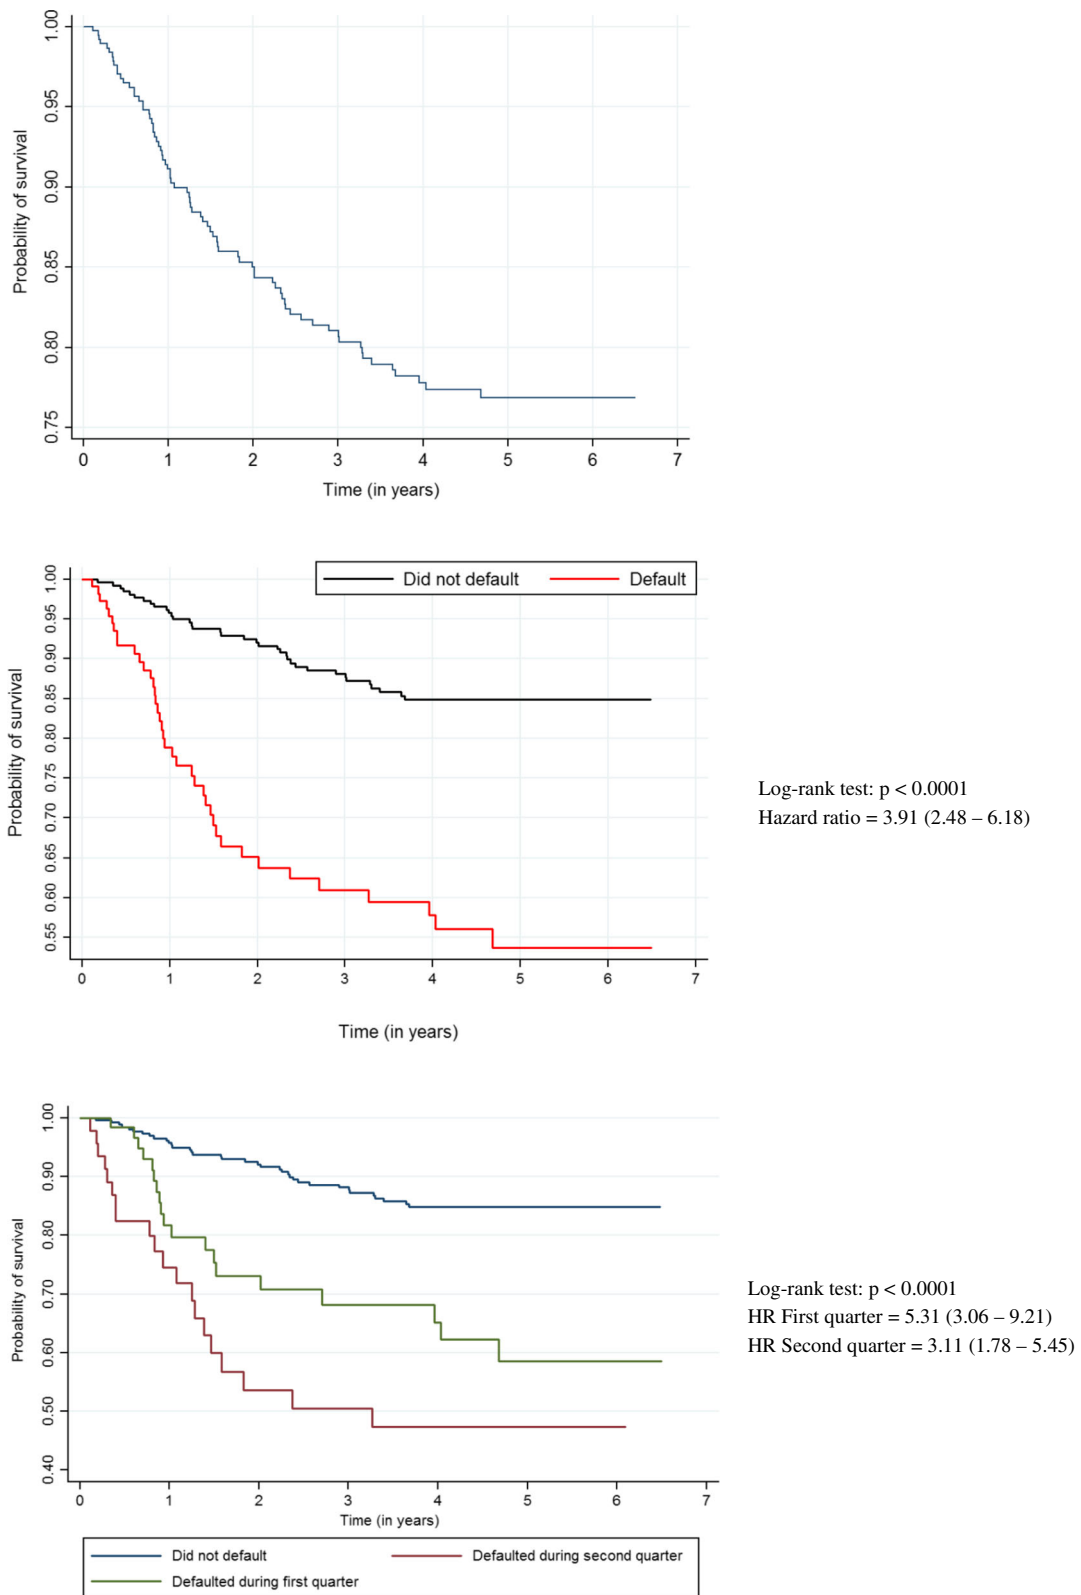 Probability of survival
1.00
0.95
0.90
0.85
0.80
0.75
0 1 2 3 4 5 6 7
Time (in years)
Did not default Default
Probability of survival
1.00
0.95
0.90
0.85
0.80
0.75
0.70
0.65
0.60
0.55
0 1 2 3 4 5 6 7
Time (in years)
Log-rank test: p < 0.0001
Hazard ratio = 3.91 (2.48 – 6.18)
Probability of survival
1.00
0.90
0.80
0.70
0.60
0.50
0.40
0 1 2 3 4 5 6 7
Time (in years)
Log-rank test: p < 0.0001
HR First quarter = 5.31 (3.06 – 9.21)
HR Second quarter = 3.11 (1.78 – 5.45)
Did not default Defaulted during second quarter
Defaulted during first quarter